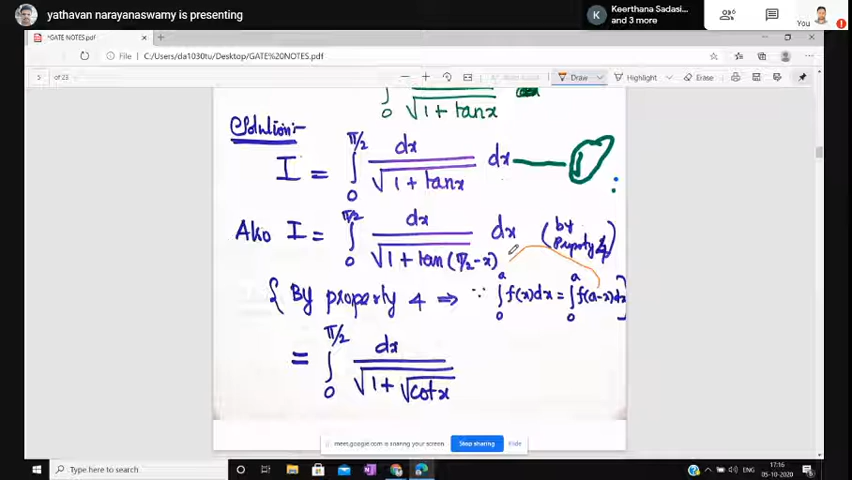 yathavan narayanaswamy is presenting
Keerthana Sadasi...
and 3 more
6
You
*GATE NOTES.pdf
File
C:/Users/da1030tu/Desktop/GATE%20NOTES.pdf
5 of 23
Draw
Highlight
Erase
∫ 0 √1+tanx
Solution:-
I = ∫ 0 π/2 dx / √1+tanx dx — 1
Also I = ∫ 0 π/2 dx / √1+tan(π/2-x) dx (by Property 4)
{By property 4 ⇒ ∵ ∫ 0 a f(x)dx = ∫ 0 a f(a-x)dx}
= ∫ 0 π/2 dx / √1+√cotx
meet.google.com is sharing your screen.
Stop sharing
Hide
Type here to search
17:16
05-10-2020